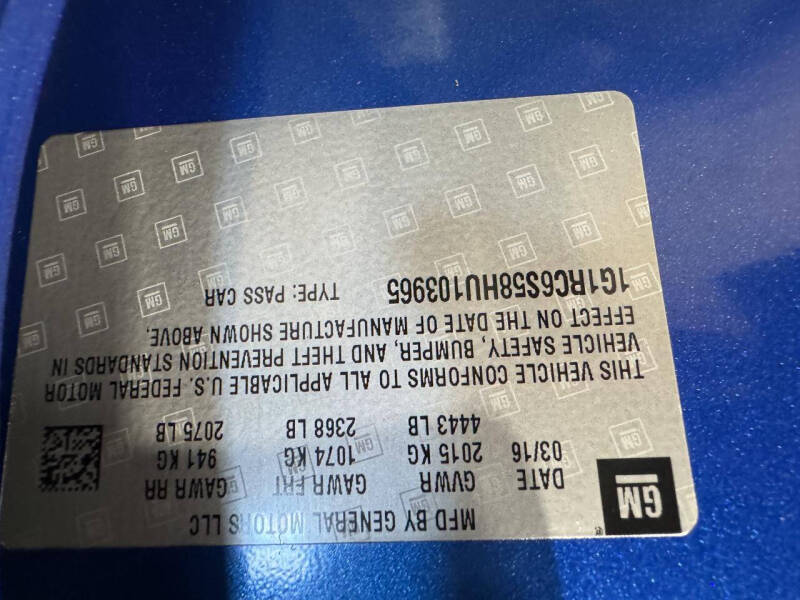 GM
MFD BY GENERAL MOTORS LLC
DATE GVWR GAWR FRT GAWR RR
03/16 2015 KG 1074 KG 941 KG
4443 LB 2368 LB 2075 LB
THIS VEHICLE CONFORMS TO ALL APPLICABLE U.S. FEDERAL MOTOR
VEHICLE SAFETY, BUMPER, AND THEFT PREVENTION STANDARDS IN
EFFECT ON THE DATE OF MANUFACTURE SHOWN ABOVE.
1G1RC6S58HU103965 TYPE: PASS CAR